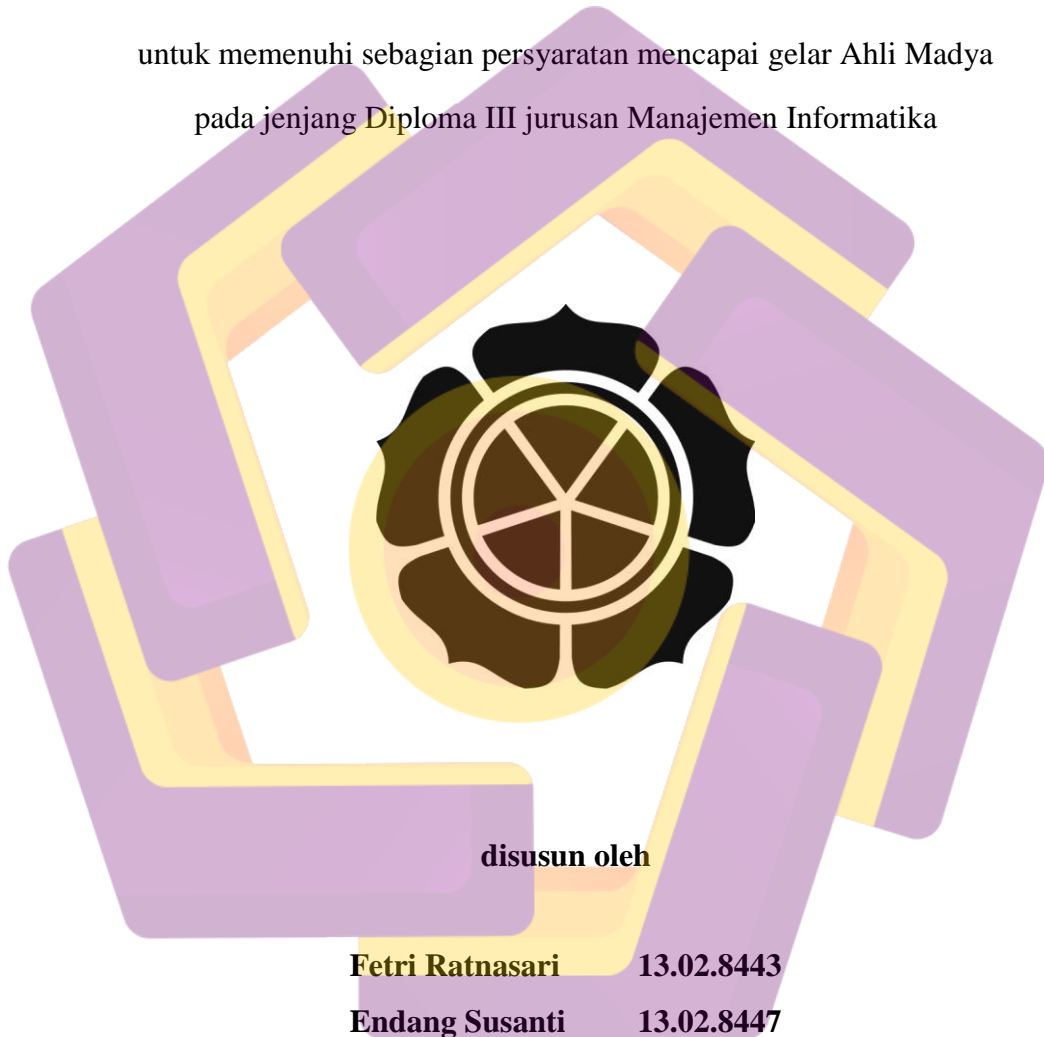 untuk memenuhi sebagian persyaratan mencapai gelar Ahli Madya
pada jenjang Diploma III jurusan Manajemen Informatika
disusun oleh
Fetri Ratnasari 13.02.8443
Endang Susanti 13.02.8447